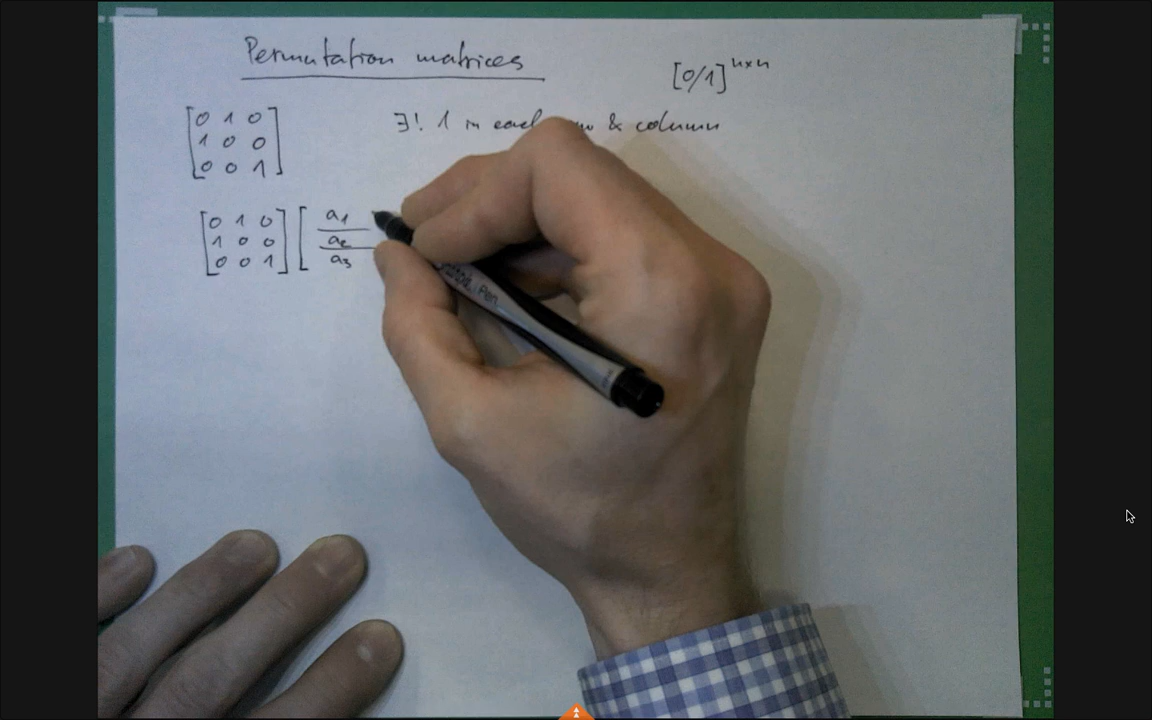 Permutation matrices
[0/1]^n×n
[0 1 0
1 0 0
0 0 1]
∃! 1 in each & column
[0 1 0
1 0 0
0 0 1] [a1
a2
a3
Pen